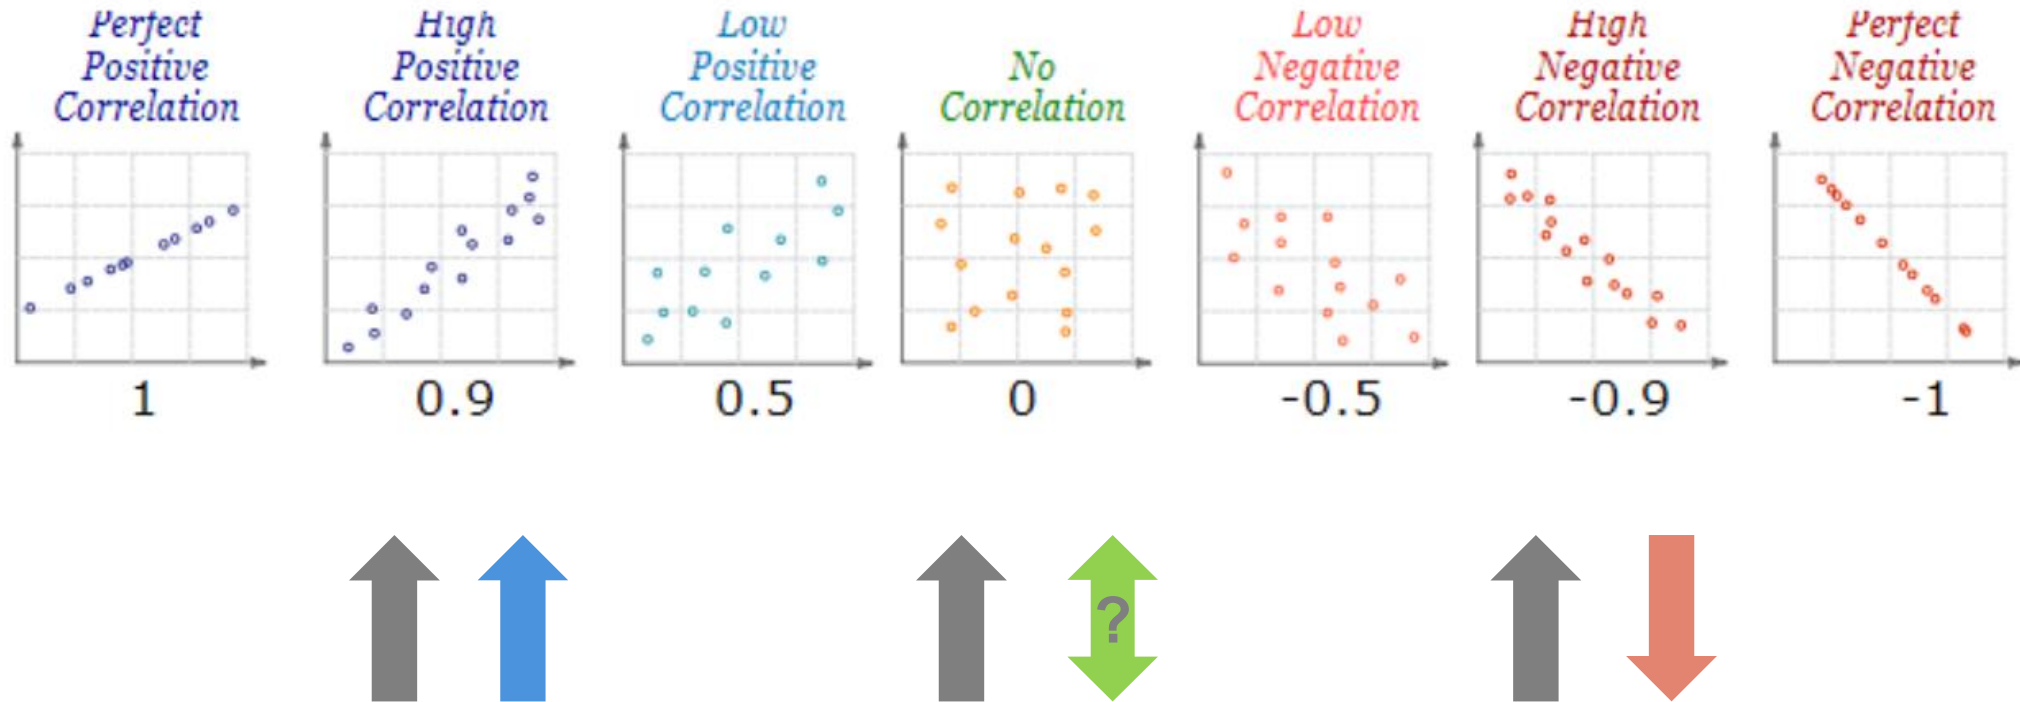 Perfect
Positive
Correlation
High
Positive
Correlation
Low
Positive
Correlation
No
Correlation
Low
Negative
Correlation
High
Negative
Correlation
Perfect
Negative
Correlation
1
0.9
0.5
0
-0.5
-0.9
-1
?